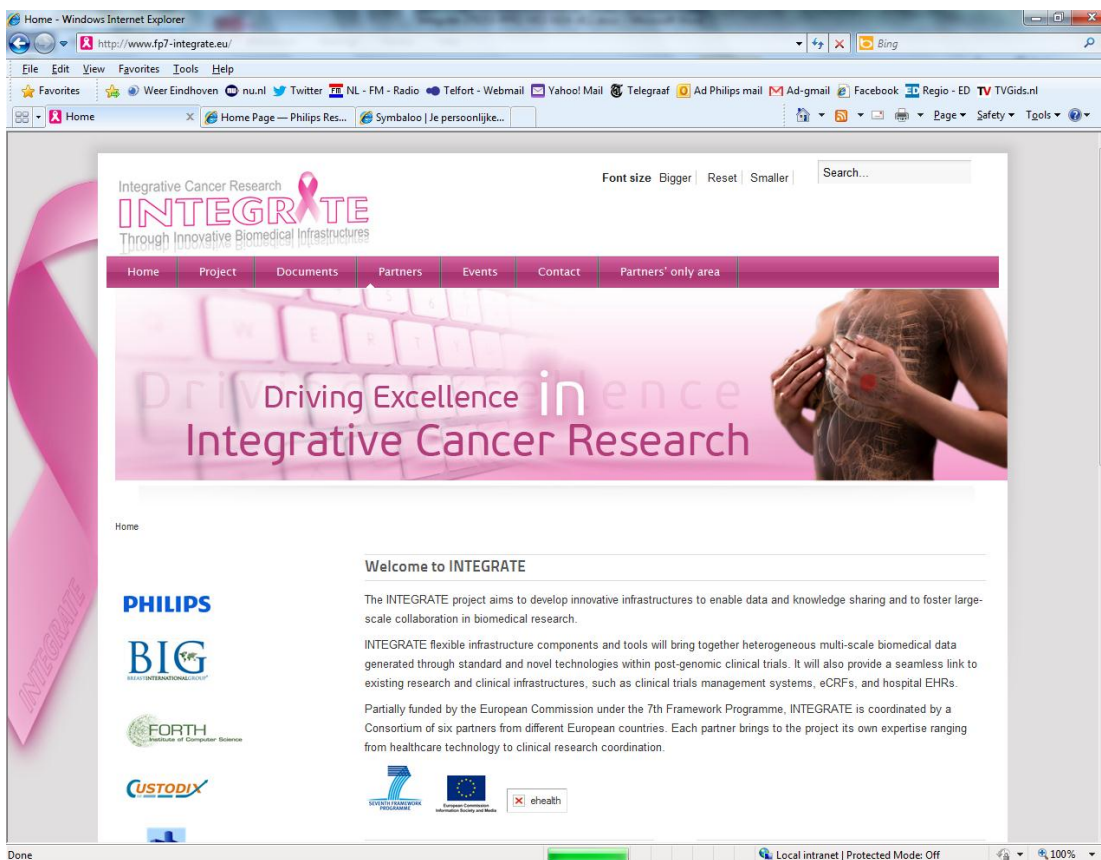 Home - Windows Internet Explorer
http://www.fp7-integrate.eu/
Bing
File Edit View Favorites Tools Help
Favorites Weer Eindhoven nu.nl Twitter NL - FM - Radio Telfort - Webmail Yahoo! Mail Telegraaf Ad Philips mail Ad-gmail Facebook Regio - ED TV TVGids.nl
Home Home Page — Philips Res... Symbaloo | Je persoonlijke... Page Safety Tools
Font size Bigger Reset Smaller Search...
Integrative Cancer Research
INTEGRATE
Through Innovative Biomedical Infrastructures
Home Project Documents Partners Events Contact Partners' only area
Driving Excellence in
Integrative Cancer Research
Home
INTEGRATE
Welcome to INTEGRATE
The INTEGRATE project aims to develop innovative infrastructures to enable data and knowledge sharing and to foster large-
scale collaboration in biomedical research.
INTEGRATE flexible infrastructure components and tools will bring together heterogeneous multi-scale biomedical data
generated through standard and novel technologies within post-genomic clinical trials. It will also provide a seamless link to
existing research and clinical infrastructures, such as clinical trials management systems, eCRFs, and hospital EHRs.
Partially funded by the European Commission under the 7th Framework Programme, INTEGRATE is coordinated by a
Consortium of six partners from different European countries. Each partner brings to the project its own expertise ranging
from healthcare technology to clinical research coordination.
PHILIPS
BIG
BREAST INTERNATIONAL GROUP
FORTH
Institute of Computer Science
CUSTODIX
SEVENTH FRAMEWORK
PROGRAMME
European Commission
Information Society and Media
ehealth
Done
Local intranet | Protected Mode: Off
100%